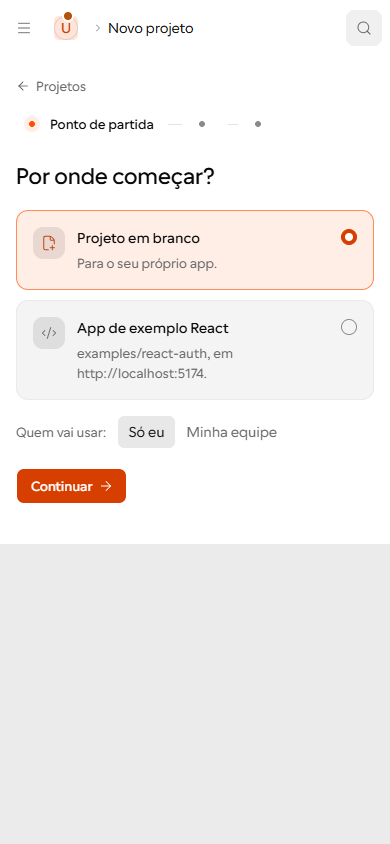 U
Novo projeto
Projetos
Ponto de partida
Por onde começar?
Projeto em branco
Para o seu próprio app.
App de exemplo React
examples/react-auth, em
http://localhost:5174.
Quem vai usar: Só eu Minha equipe
Continuar